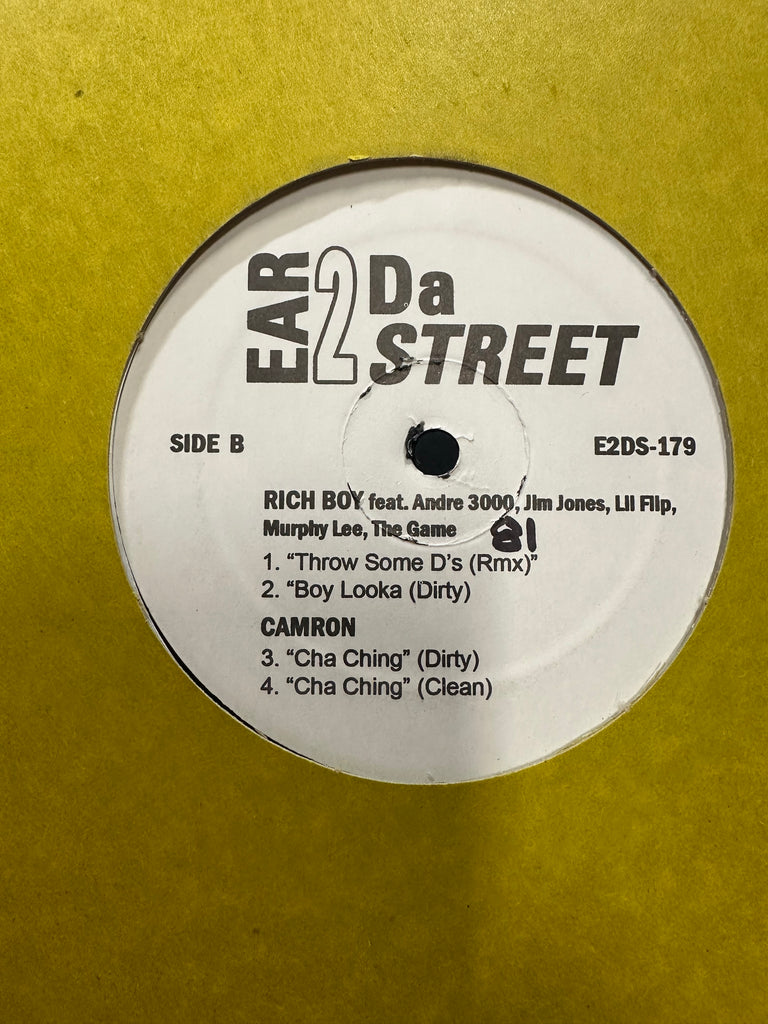 EAR 2 Da
STREET
SIDE B
E2DS-179
RICH BOY feat. Andre 3000, Jim Jones, Lil Flip,
Murphy Lee, The Game
81
1. “Throw Some D’s (Rmx)”
2. “Boy Looka (Dirty)
CAMRON
3. “Cha Ching” (Dirty)
4. “Cha Ching” (Clean)